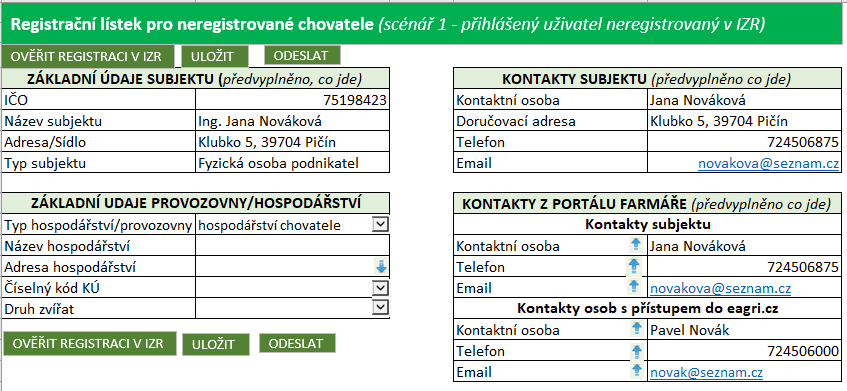 Registrační lístek pro neregistrované chovatele (scénář 1 - přihlášený uživatel neregistrovaný v IZR)
OVĚŘIT REGISTRACI V IZR ULOŽIT ODESLAT
ZÁKLADNÍ ÚDAJE SUBJEKTU (předvyplněno, co jde)
IČO 75198423
Název subjektu Ing. Jana Nováková
Adresa/Sídlo Klubko 5, 39704 Pičín
Typ subjektu Fyzická osoba podnikatel
KONTAKTY SUBJEKTU (předvyplněno co jde)
Kontaktní osoba Jana Nováková
Doručovací adresa Klubko 5, 39704 Pičín
Telefon 724506875
Email novakova@seznam.cz
ZÁKLADNÍ UDAJE PROVOZOVNY/HOSPODÁŘSTVÍ
Typ hospodářství/provozovny hospodářství chovatele
Název hospodářství
Adresa hospodářství
Číselný kód KÚ
Druh zvířat
KONTAKTY Z PORTÁLU FARMÁŘE (předvyplněno co jde)
Kontakty subjektu
Kontaktní osoba Jana Nováková
Telefon 724506875
Email novakova@seznam.cz
Kontakty osob s přístupem do eagri.cz
Kontaktní osoba Pavel Novák
Telefon 724506000
Email novak@seznam.cz
OVĚŘIT REGISTRACI V IZR ULOŽIT ODESLAT